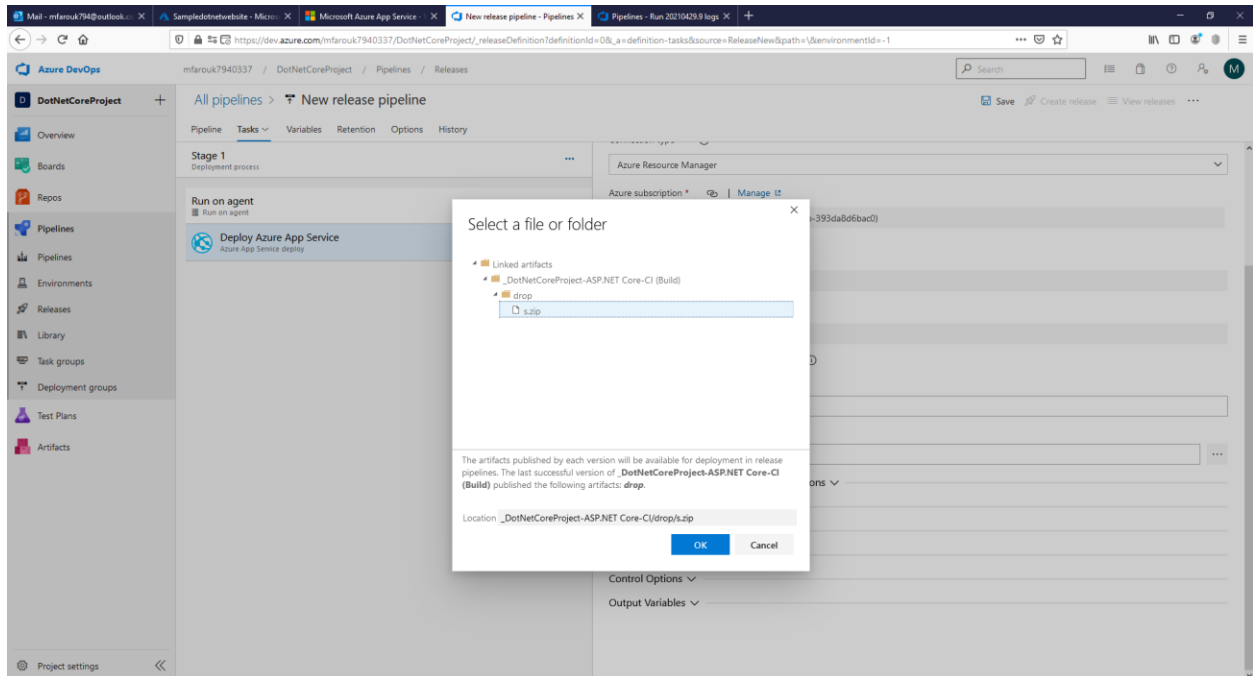 Mail - mfarouk794@outlook.co
Sampledotnetwebsite - Micros
Microsoft Azure App Service -
New release pipeline - Pipelines
Pipelines - Run 20210429.9 logs
https://dev.azure.com/mfarouk7940337/DotNetCoreProject/_releaseDefinition?definitionId=0&_a=definition-tasks&source=ReleaseNew&path=\&environmentId=-1
Azure DevOps
mfarouk7940337 / DotNetCoreProject / Pipelines / Releases
Search
M
D DotNetCoreProject
All pipelines > New release pipeline
Save Create release View releases
Overview
Boards
Repos
Pipelines
Pipelines
Environments
Releases
Library
Task groups
Deployment groups
Test Plans
Artifacts
Project settings
Pipeline Tasks Variables Retention Options History
Stage 1
Deployment process
Run on agent
Run on agent
Deploy Azure App Service
Azure App Service deploy
Azure Resource Manager
Azure subscription * | Manage
-393da8d6bac0)
Select a file or folder
Linked artifacts
_DotNetCoreProject-ASP.NET Core-CI (Build)
drop
s.zip
The artifacts published by each version will be available for deployment in release
pipelines. The last successful version of _DotNetCoreProject-ASP.NET Core-CI
(Build) published the following artifacts: drop.
Location _DotNetCoreProject-ASP.NET Core-CI/drop/s.zip
OK Cancel
ons
Control Options
Output Variables